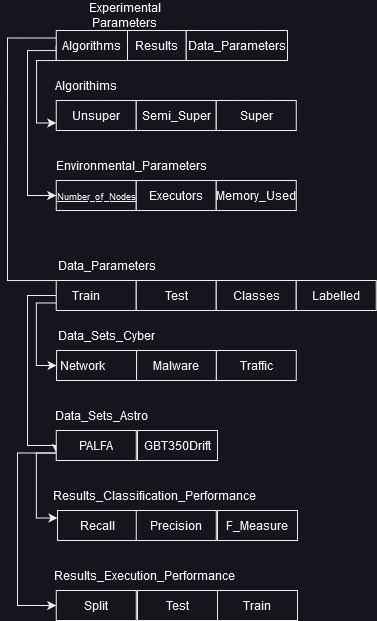 Experimental
Parameters
Algorithms Results Data_Parameters
Algorithims
Unsuper Semi_Super Super
Environmental_Parameters
Number_of_Nodes Executors Memory_Used
Data_Parameters
Train Test Classes Labelled
Data_Sets_Cyber
Network Malware Traffic
Data_Sets_Astro
PALFA GBT350Drift
Results_Classification_Performance
Recall Precision F_Measure
Results_Execution_Performance
Split Test Train